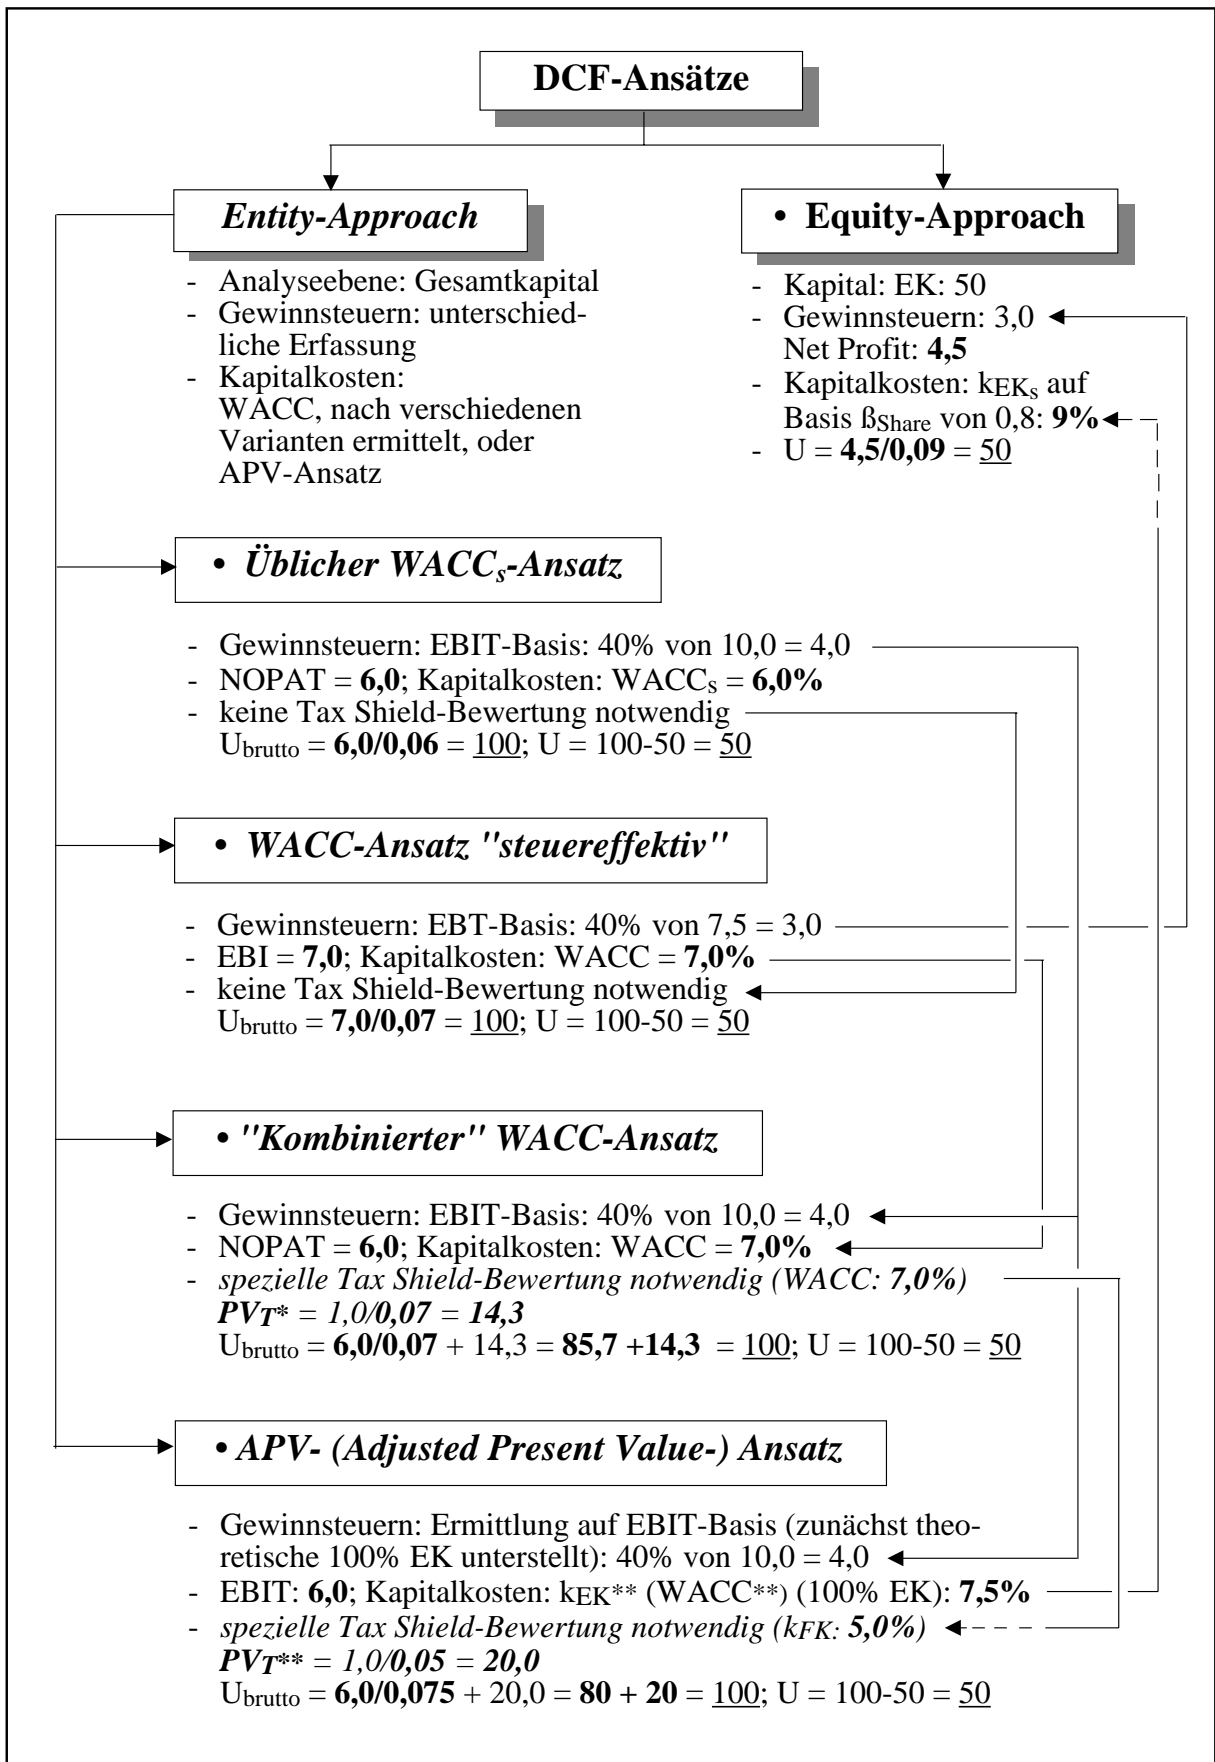 DCF-Ansätze
Entity-Approach
- Analyseebene: Gesamtkapital
- Gewinnsteuern: unterschied-
liche Erfassung
- Kapitalkosten:
WACC, nach verschiedenen
Varianten ermittelt, oder
APV-Ansatz
• Equity-Approach
- Kapital: EK: 50
- Gewinnsteuern: 3,0
Net Profit: 4,5
- Kapitalkosten: kEKs auf
Basis ßShare von 0,8: 9%
- U = 4,5/0,09 = 50
• Üblicher WACCs-Ansatz
- Gewinnsteuern: EBIT-Basis: 40% von 10,0 = 4,0
- NOPAT = 6,0; Kapitalkosten: WACCs = 6,0%
- keine Tax Shield-Bewertung notwendig
Ubrutto = 6,0/0,06 = 100; U = 100-50 = 50
• WACC-Ansatz "steuereffektiv"
- Gewinnsteuern: EBT-Basis: 40% von 7,5 = 3,0
- EBI = 7,0; Kapitalkosten: WACC = 7,0%
- keine Tax Shield-Bewertung notwendig
Ubrutto = 7,0/0,07 = 100; U = 100-50 = 50
• "Kombinierter" WACC-Ansatz
- Gewinnsteuern: EBIT-Basis: 40% von 10,0 = 4,0
- NOPAT = 6,0; Kapitalkosten: WACC = 7,0%
- spezielle Tax Shield-Bewertung notwendig (WACC: 7,0%)
PVT* = 1,0/0,07 = 14,3
Ubrutto = 6,0/0,07 + 14,3 = 85,7 +14,3 = 100; U = 100-50 = 50
• APV- (Adjusted Present Value-) Ansatz
- Gewinnsteuern: Ermittlung auf EBIT-Basis (zunächst theo-
retische 100% EK unterstellt): 40% von 10,0 = 4,0
- EBIT: 6,0; Kapitalkosten: kEK** (WACC**) (100% EK): 7,5%
- spezielle Tax Shield-Bewertung notwendig (kFK: 5,0%)
PVT** = 1,0/0,05 = 20,0
Ubrutto = 6,0/0,075 + 20,0 = 80 + 20 = 100; U = 100-50 = 50